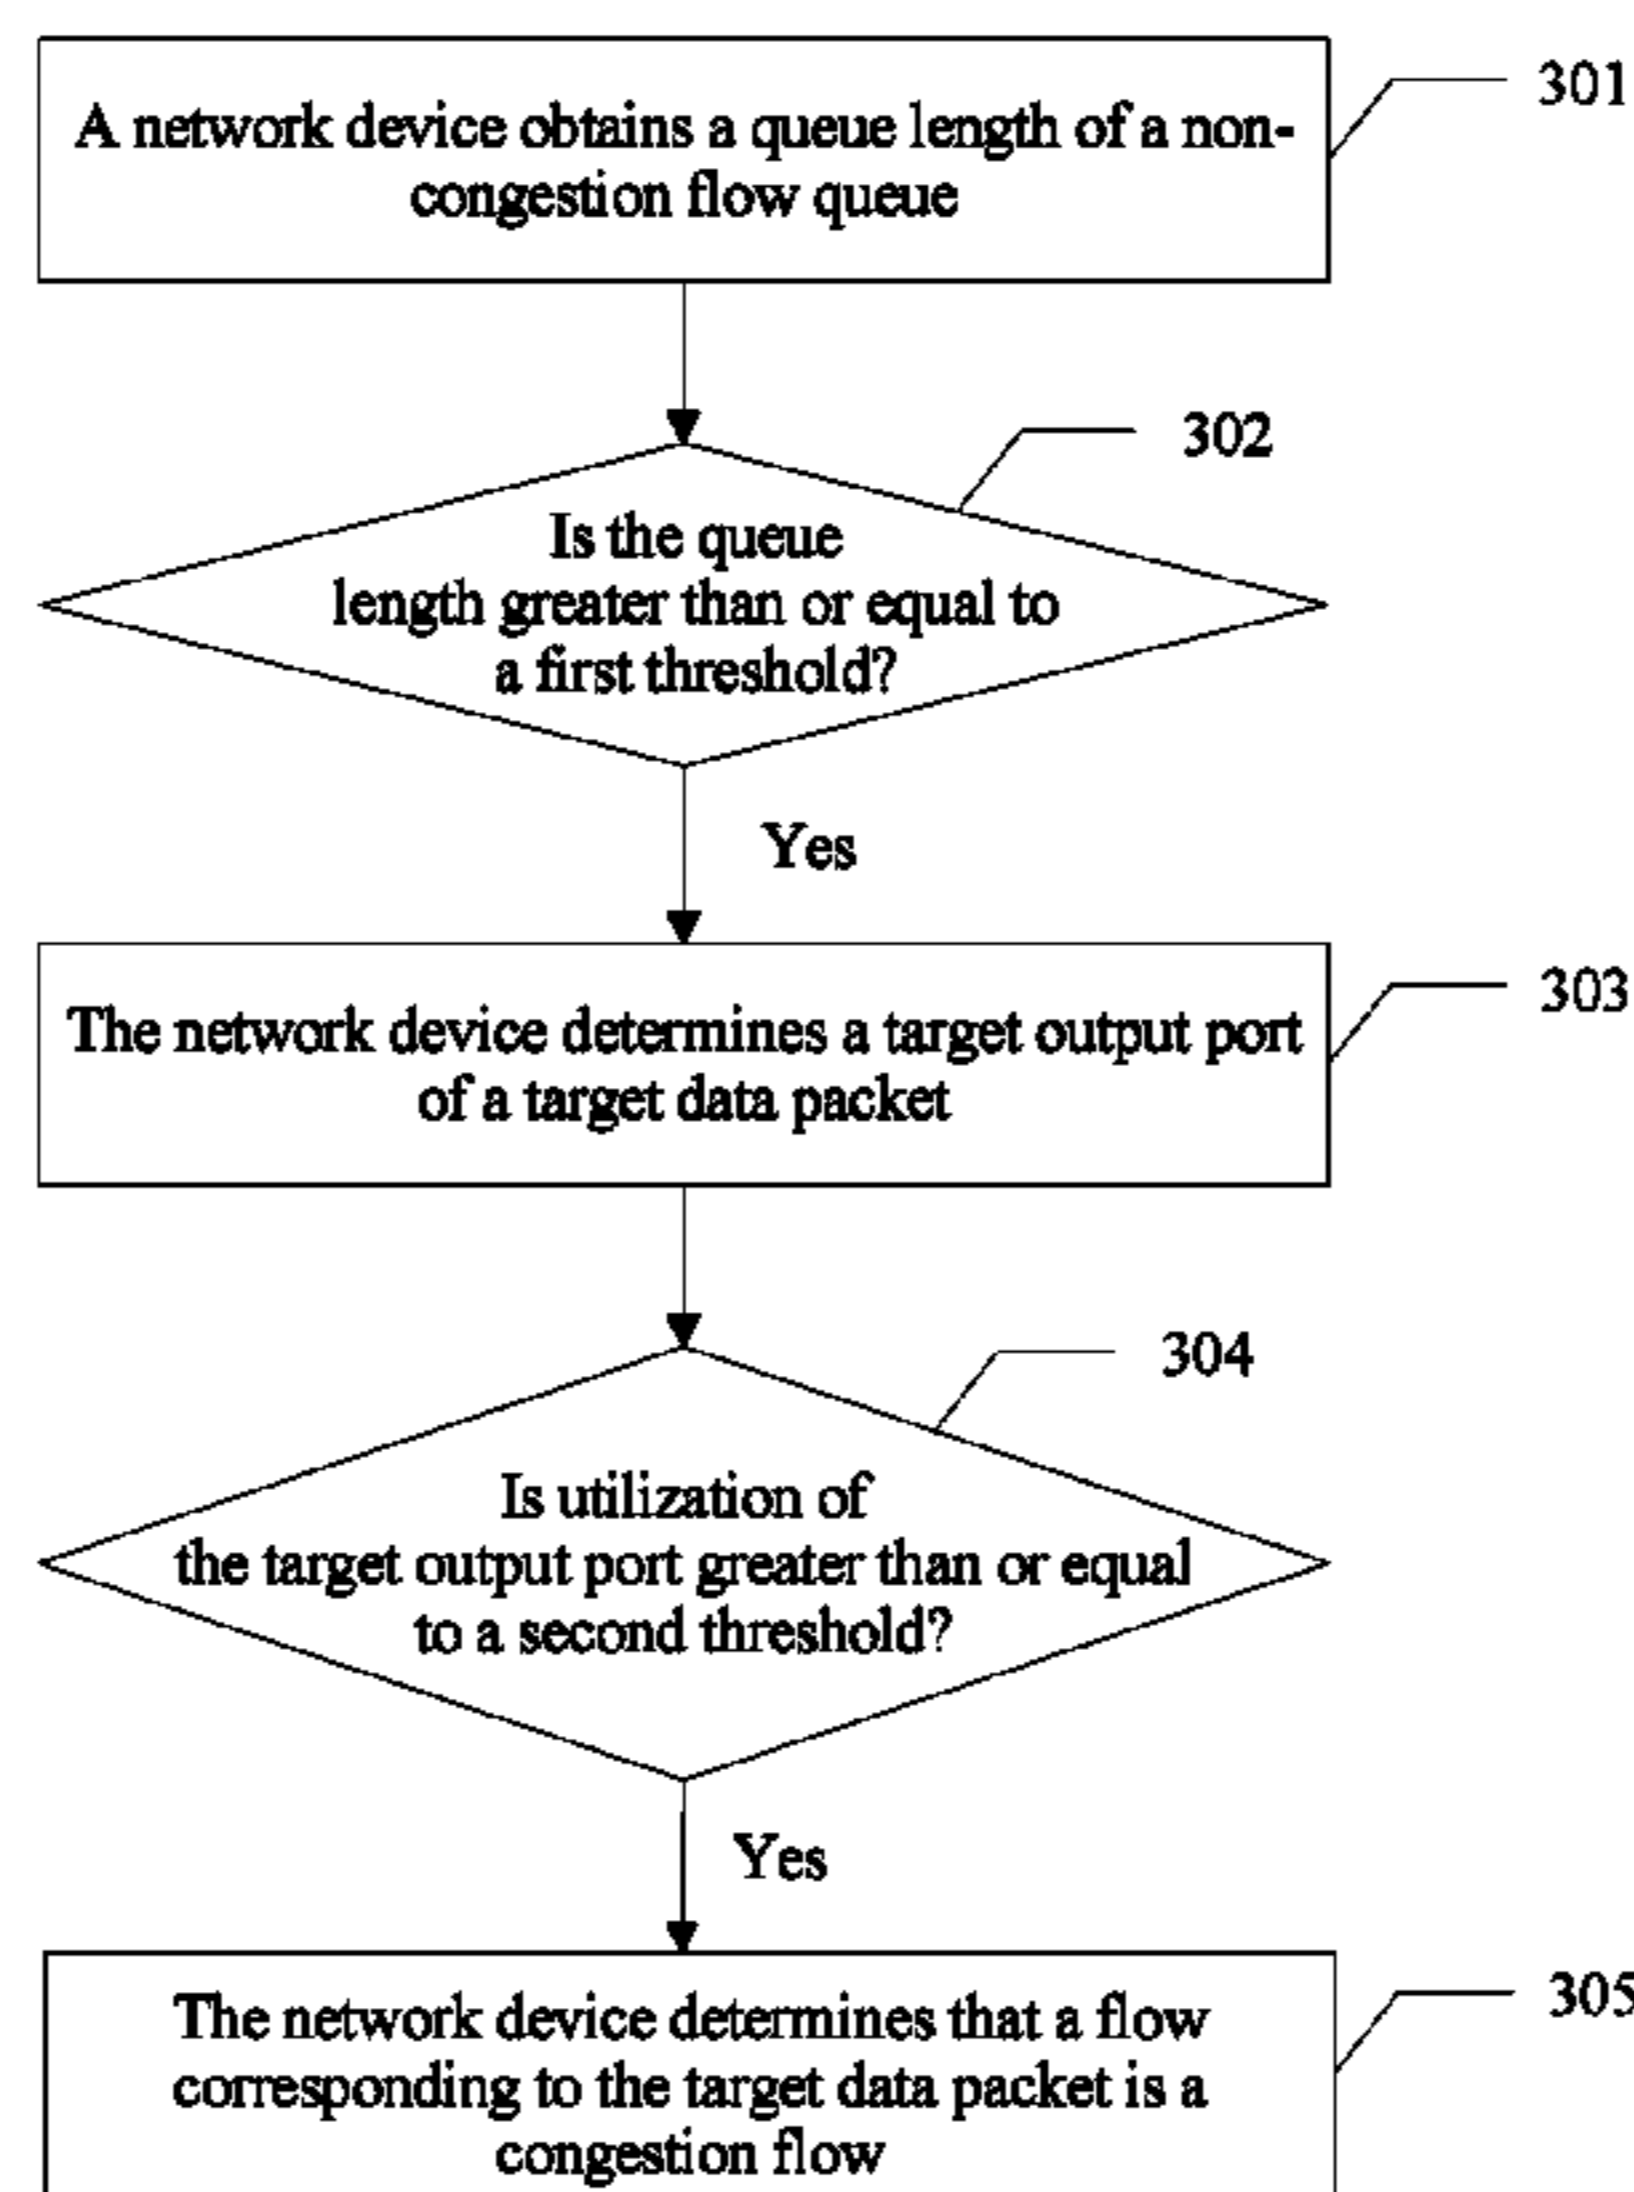 A network device obtains a queue length of a non-
congestion flow queue
301
302
Is the queue
length greater than or equal to
a first threshold?
Yes
The network device determines a target output port
of a target data packet
303
304
Is utilization of
the target output port greater than or equal
to a second threshold?
Yes
The network device determines that a flow
corresponding to the target data packet is a
congestion flow
305